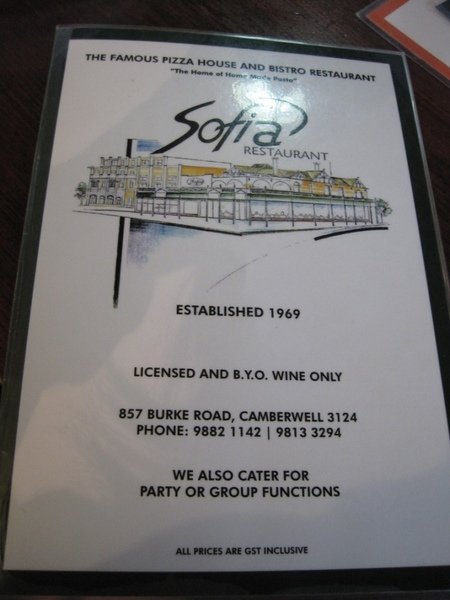 THE FAMOUS PIZZA HOUSE AND BISTRO RESTAURANT
"The Home of Home Made Pasta"
Sofia
RESTAURANT
ESTABLISHED 1969
LICENSED AND B.Y.O. WINE ONLY
857 BURKE ROAD, CAMBERWELL 3124
PHONE: 9882 1142 | 9813 3294
WE ALSO CATER FOR
PARTY OR GROUP FUNCTIONS
ALL PRICES ARE GST INCLUSIVE